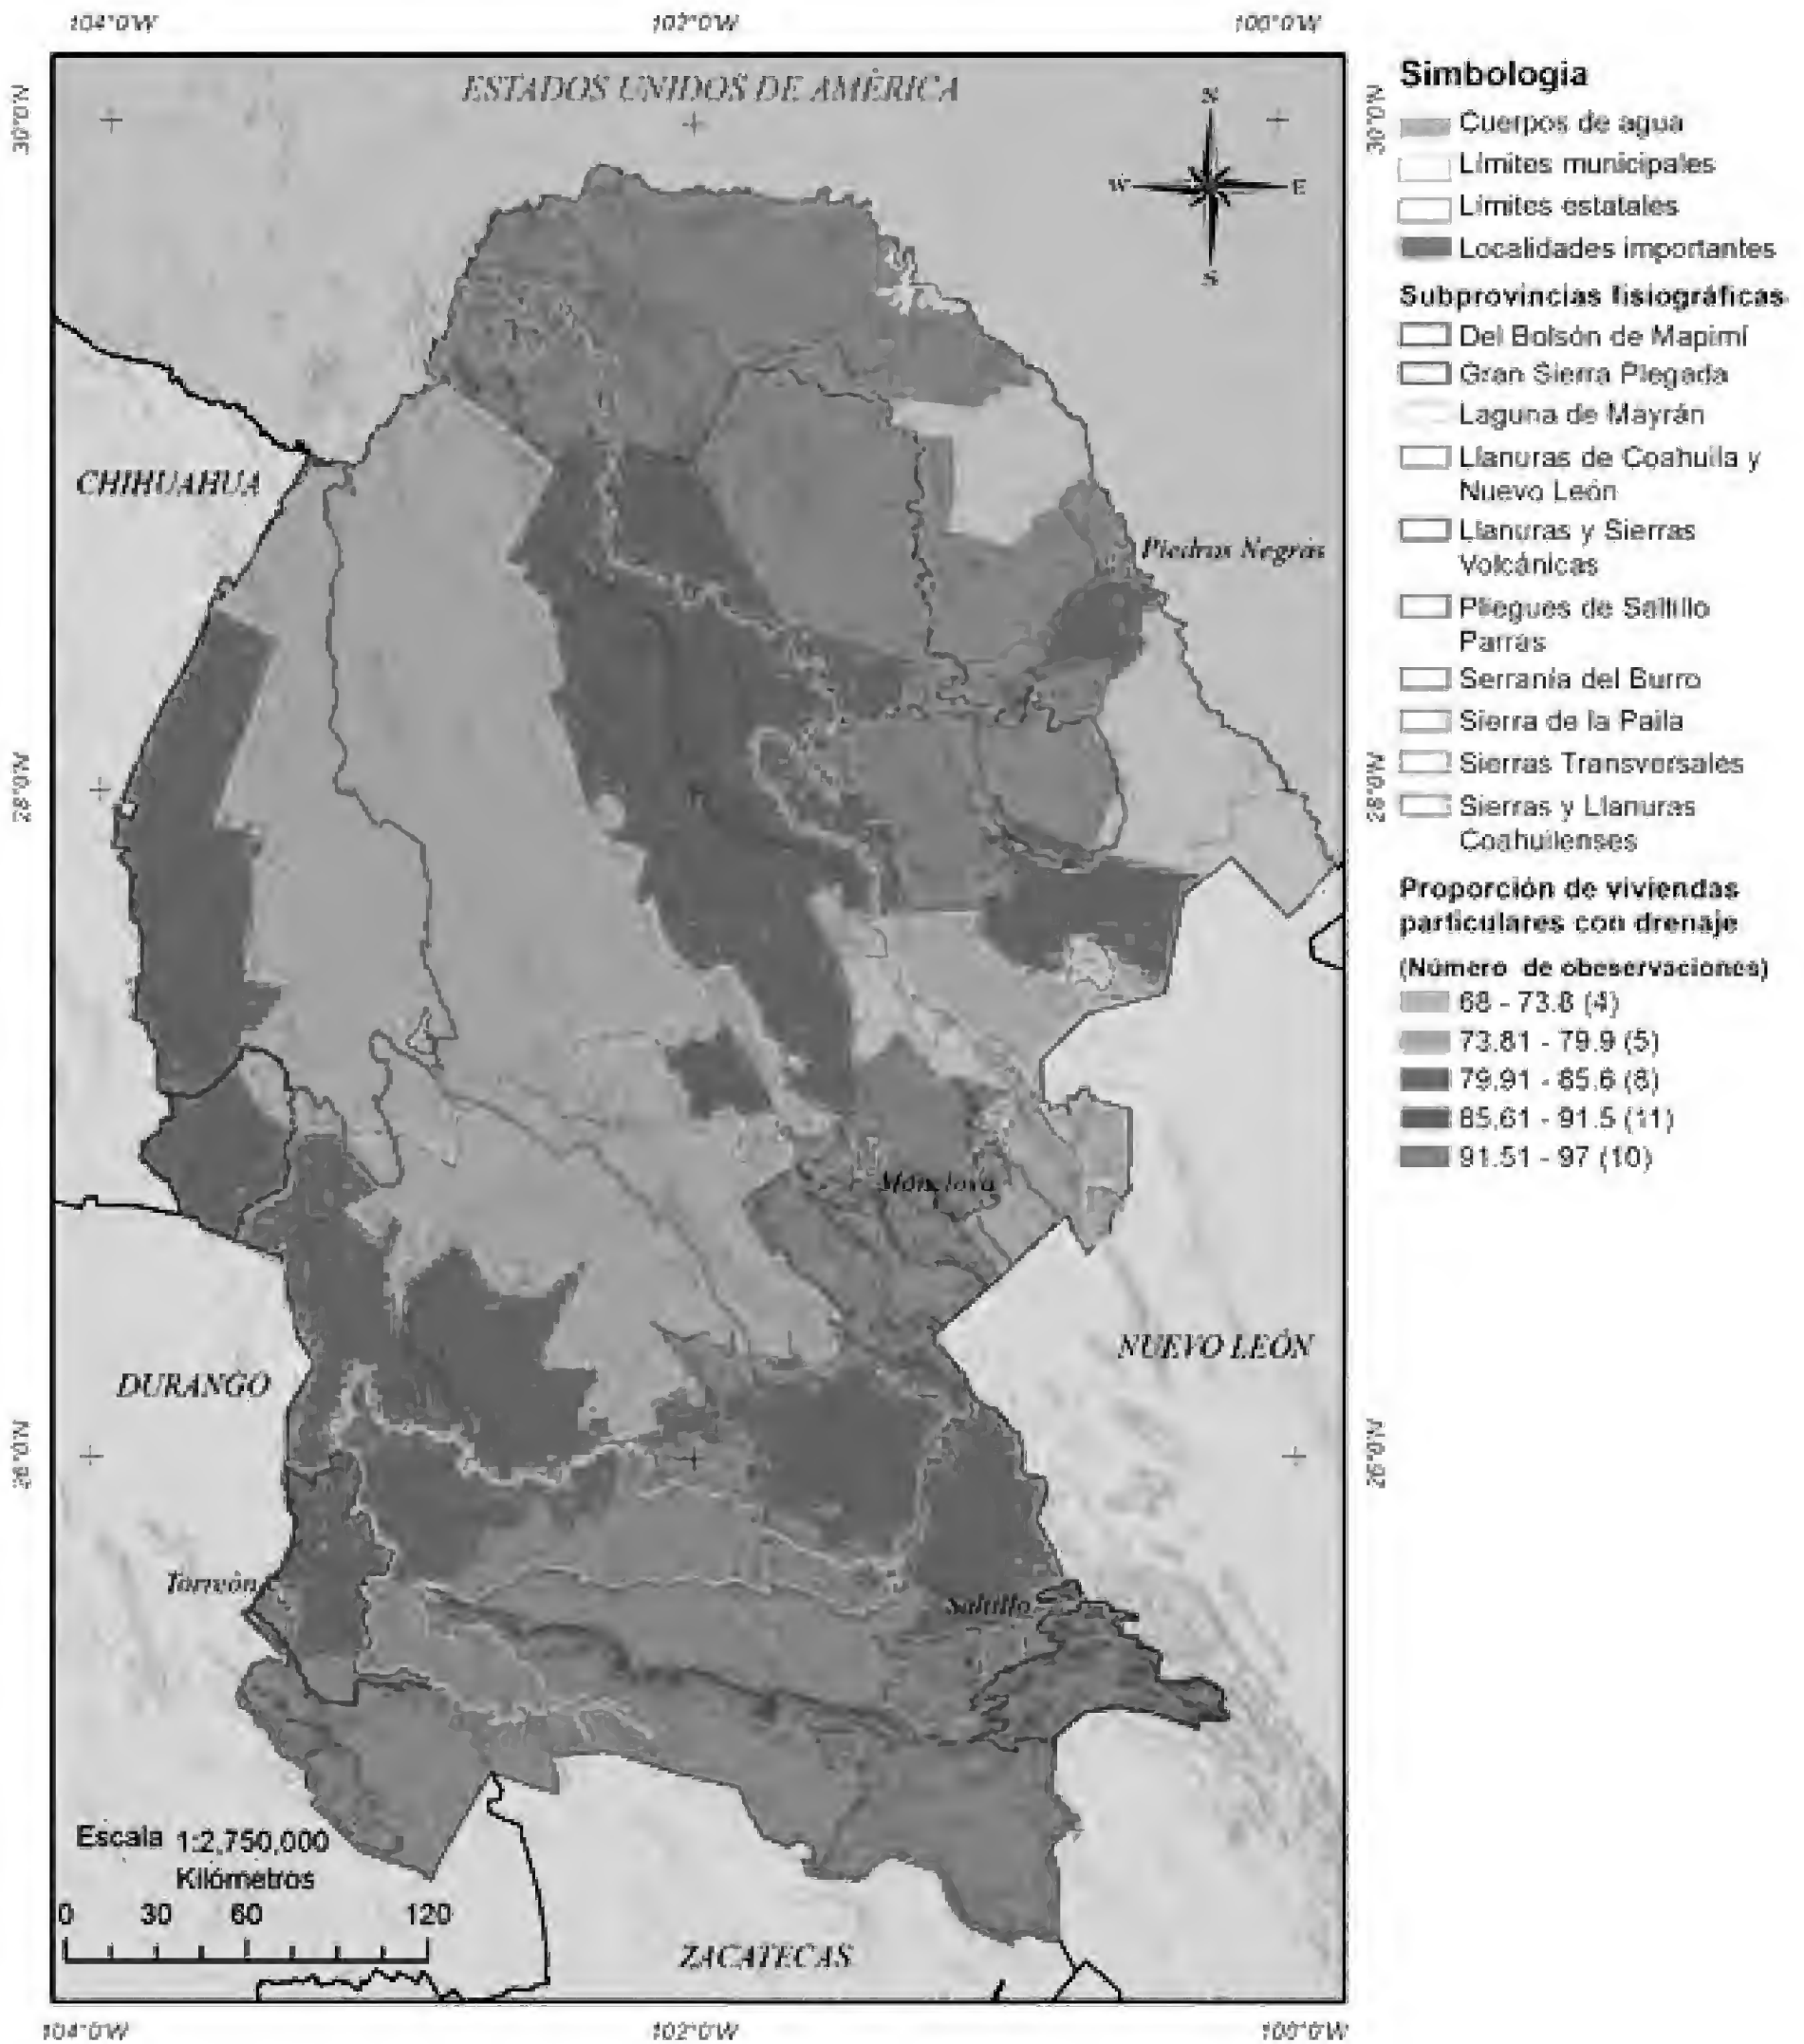 104°0'W 102°0'W 100°0'W
30°0'N
30°0'N
ESTADOS UNIDOS DE AMÉRICA
N
W E
S
CHIHUAHUA
Piedras Negras
28°0'N
28°0'N
Monclova
NUEVO LEÓN
DURANGO
26°0'N
26°0'N
Torreón
Saltillo
Escala 1:2,750,000
Kilómetros
0 30 60 120
ZACATECAS
104°0'W 102°0'W 100°0'W
Simbologia
Cuerpos de agua
Límites municipales
Límites estatales
Localidades importantes
Subprovincias fisiográficas
Del Bolsón de Mapimí
Gran Sierra Plegada
Laguna de Mayrán
Llanuras de Coahuila y
Nuevo León
Llanuras y Sierras
Volcánicas
Pliegues de Saltillo
Parras
Serranía del Burro
Sierra de la Paila
Sierras Transversales
Sierras y Llanuras
Coahuilenses
Proporción de viviendas
particulares con drenaje
(Número de obeservaciones)
68 - 73.8 (4)
73.81 - 79.9 (5)
79.91 - 85.6 (8)
85.61 - 91.5 (11)
91.51 - 97 (10)